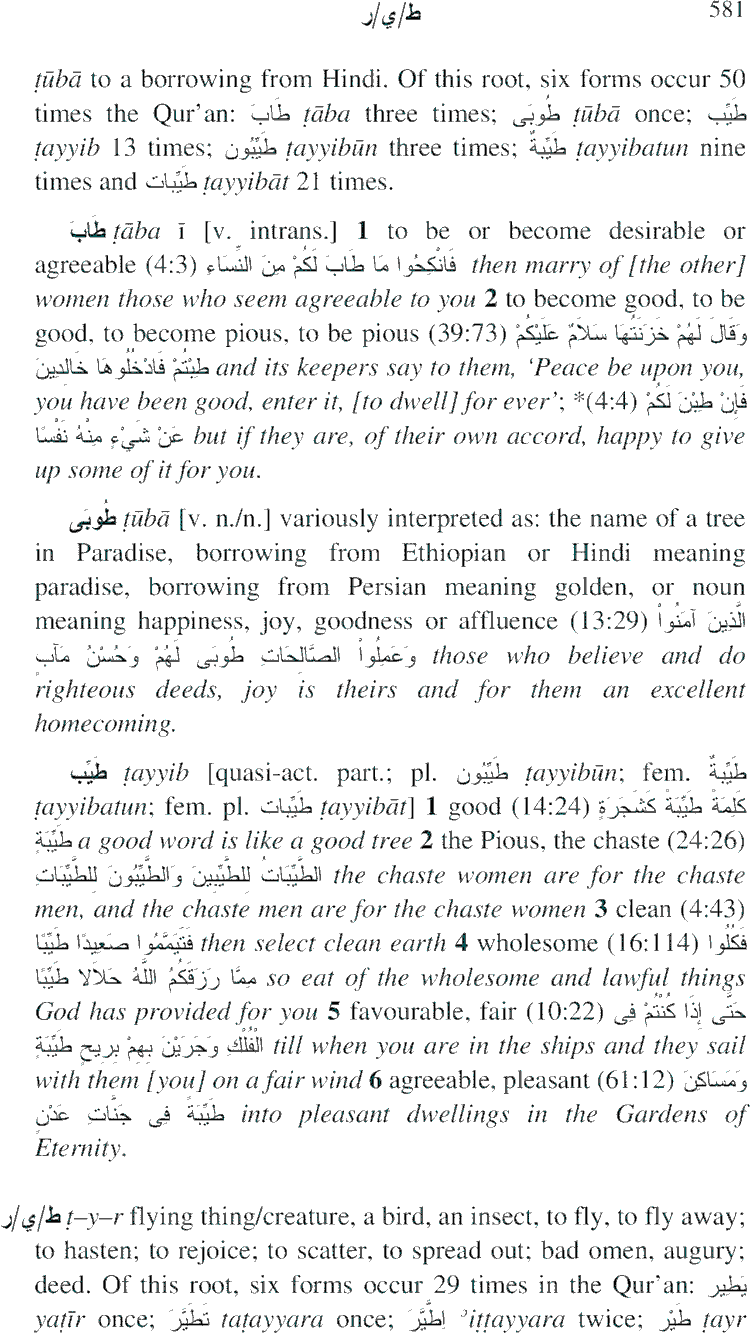 ط/ي/ر 581
ṭūbā to a borrowing from Hindi. Of this root, six forms occur 50
times the Qur'an: طَابَ ṭāba three times; طُوبَى ṭūbā once; طَيِّب
ṭayyib 13 times; طَيِّبُون ṭayyibūn three times; طَيِّبَةٌ ṭayyibatun nine
times and طَيِّبات ṭayyibāt 21 times.
طَابَ ṭāba ī [v. intrans.] 1 to be or become desirable or
agreeable (4:3) فَانْكِحُوا مَا طَابَ لَكُمْ مِنَ النِّسَاءِ then marry of [the other]
women those who seem agreeable to you 2 to become good, to be
good, to become pious, to be pious (39:73) وَقَالَ لَهُمْ خَزَنَتُهَا سَلَامٌ عَلَيْكُمْ
طِبْتُمْ فَادْخُلُوهَا خَالِدِينَ and its keepers say to them, ‘Peace be upon you,
you have been good, enter it, [to dwell] for ever’; *(4:4) فَإِنْ طِبْنَ لَكُمْ
عَنْ شَيْءٍ مِنْهُ نَفْسًا but if they are, of their own accord, happy to give
up some of it for you.
طُوبَى ṭūbā [v. n./n.] variously interpreted as: the name of a tree
in Paradise, borrowing from Ethiopian or Hindi meaning
paradise, borrowing from Persian meaning golden, or noun
meaning happiness, joy, goodness or affluence (13:29) الَّذِينَ آمَنُواْ
وَعَمِلُواْ الصَّالِحَاتِ طُوبَى لَهُمْ وَحُسْنُ مَآبٍ those who believe and do
righteous deeds, joy is theirs and for them an excellent
homecoming.
طَيِّب ṭayyib [quasi-act. part.; pl. طَيِّبُون ṭayyibūn; fem. طَيِّبَةٌ
ṭayyibatun; fem. pl. طَيِّبات ṭayyibāt] 1 good (14:24) كَلِمَةً طَيِّبَةً كَشَجَرَةٍ
طَيِّبَةٍ a good word is like a good tree 2 the Pious, the chaste (24:26)
الطَّيِّبَاتُ لِلطَّيِّبِينَ وَالطَّيِّبُونَ لِلطَّيِّبَاتِ the chaste women are for the chaste
men, and the chaste men are for the chaste women 3 clean (4:43)
فَتَيَمَّمُوا صَعِيدًا طَيِّبًا then select clean earth 4 wholesome (16:114) فَكُلُوا
مِمَّا رَزَقَكُمُ اللَّهُ حَلَالًا طَيِّبًا so eat of the wholesome and lawful things
God has provided for you 5 favourable, fair (10:22) حَتَّى إِذَا كُنْتُمْ فِى
الْفُلْكِ وَجَرَيْنَ بِهِمْ بِرِيحٍ طَيِّبَةٍ till when you are in the ships and they sail
with them [you] on a fair wind 6 agreeable, pleasant (61:12) وَمَسَاكِنَ
طَيِّبَةً فِى جَنَّاتِ عَدْنٍ into pleasant dwellings in the Gardens of
Eternity.
ط/ي/ر ṭ–y–r flying thing/creature, a bird, an insect, to fly, to fly away;
to hasten; to rejoice; to scatter, to spread out; bad omen, augury;
deed. Of this root, six forms occur 29 times in the Qur'an: يَطِير
yaṭīr once; تَطَيَّرَ taṭayyara once; اِطَّيَّرَ ʾiṭṭayyara twice; طَيْر ṭayr